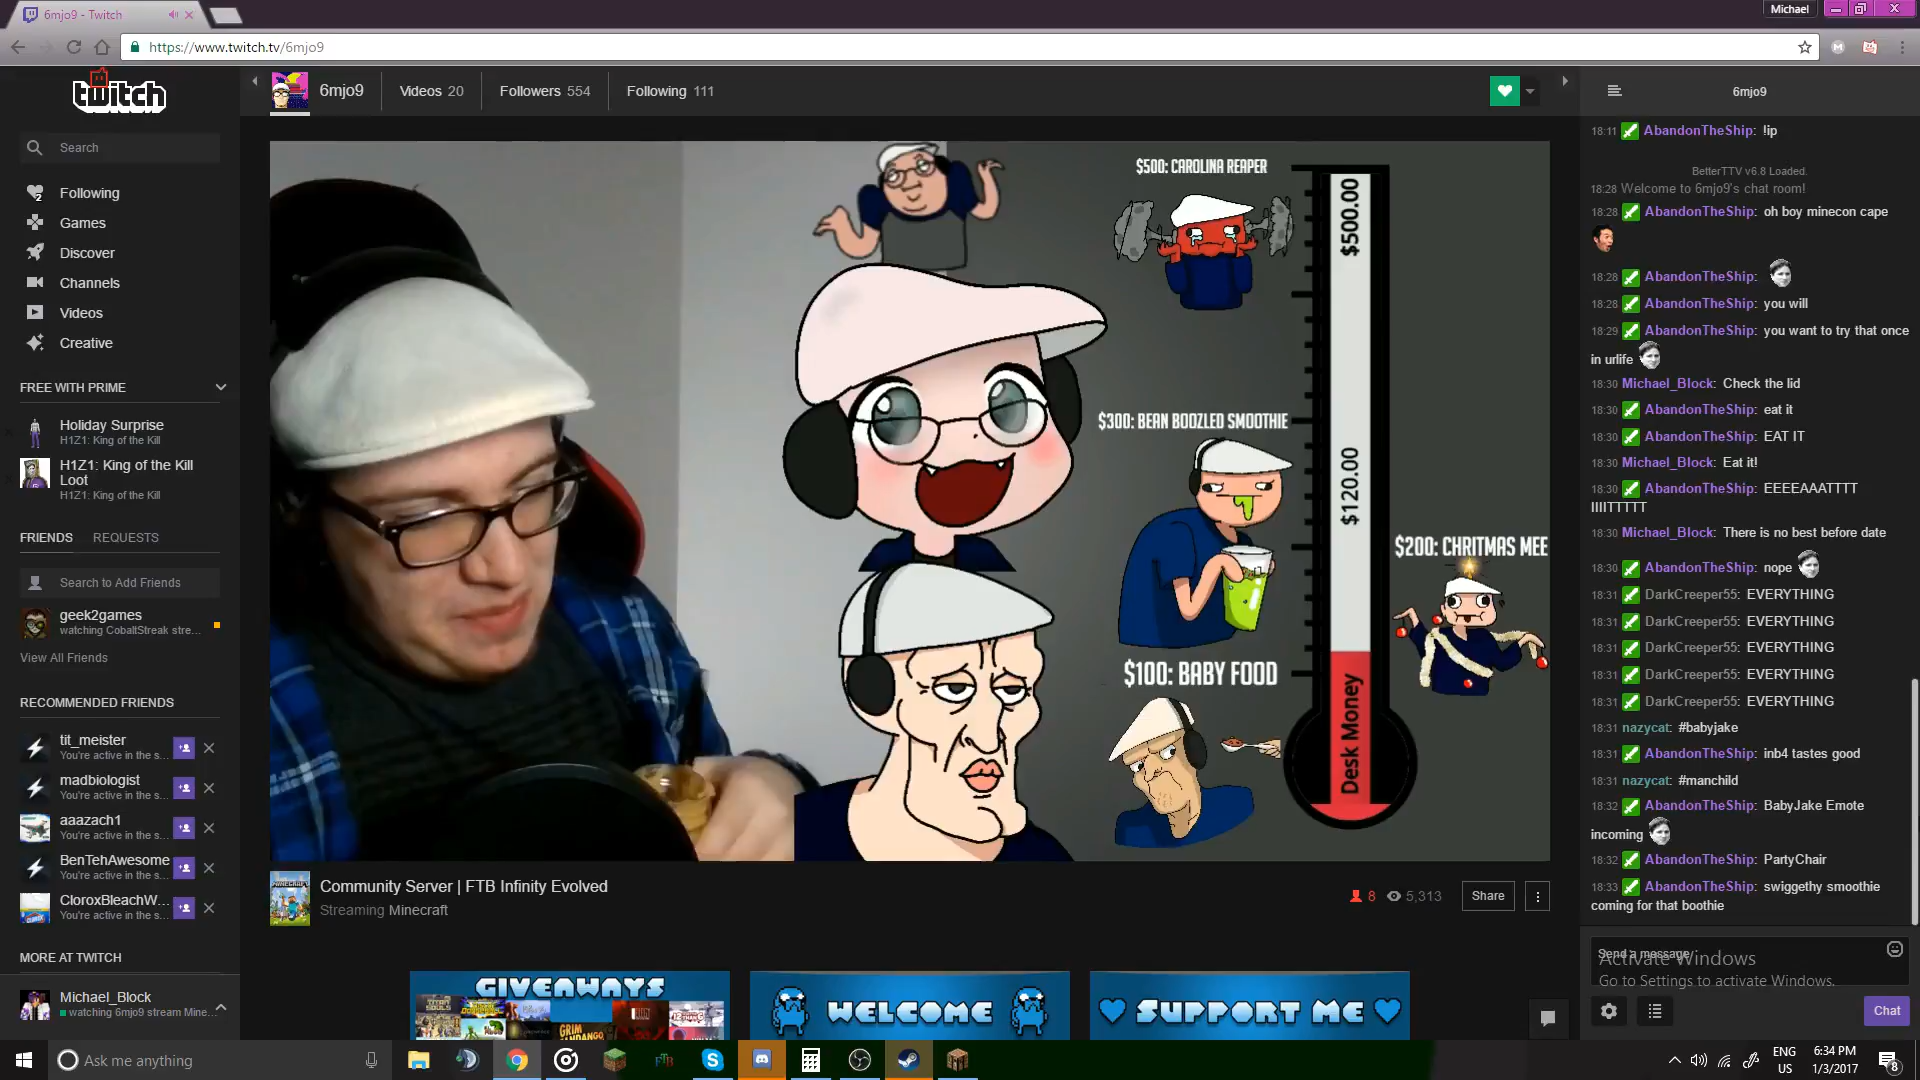 6mjo9 - Twitch
Michael
https://www.twitch.tv/6mjo9
twitch
Search
Following
2
Games
Discover
Channels
Videos
Creative
FREE WITH PRIME
Holiday Surprise
H1Z1: King of the Kill
H1Z1: King of the Kill
Loot
H1Z1: King of the Kill
FRIENDS REQUESTS
Search to Add Friends
geek2games
watching CobaltStreak stre...
View All Friends
RECOMMENDED FRIENDS
tit_meister
You're active in the s...
madbiologist
You're active in the s...
aaazach1
You're active in the s...
BenTehAwesome
You're active in the s...
CloroxBleachW...
You're active in the s...
MORE AT TWITCH
Michael_Block
watching 6mjo9 stream Mine...
6mjo9 Videos 20 Followers 554 Following 111
$500: CAROLINA REAPER
$500.00
$300: BEAN BOOZLED SMOOTHIE
$120.00
$200: CHRITMAS MEE
$100: BABY FOOD
Desk Money
MINECRAFT
Community Server | FTB Infinity Evolved
Streaming Minecraft
8 5,313 Share
GIVEAWAYS
GRIM FANDANGO
WELCOME
SUPPORT ME
6mjo9
18:11 AbandonTheShip: !ip
BetterTTV v6.8 Loaded.
18:28 Welcome to 6mjo9's chat room!
18:28 AbandonTheShip: oh boy minecon cape
18:28 AbandonTheShip:
18:28 AbandonTheShip: you will
18:29 AbandonTheShip: you want to try that once
in urlife
18:30 Michael_Block: Check the lid
18:30 AbandonTheShip: eat it
18:30 AbandonTheShip: EAT IT
18:30 Michael_Block: Eat it!
18:30 AbandonTheShip: EEEEAAATTTT
IIIITTTTT
18:30 Michael_Block: There is no best before date
18:30 AbandonTheShip: nope
18:31 DarkCreeper55: EVERYTHING
18:31 DarkCreeper55: EVERYTHING
18:31 DarkCreeper55: EVERYTHING
18:31 DarkCreeper55: EVERYTHING
18:31 DarkCreeper55: EVERYTHING
18:31 nazycat: #babyjake
18:31 AbandonTheShip: inb4 tastes good
18:31 nazycat: #manchild
18:32 AbandonTheShip: BabyJake Emote
incoming
18:32 AbandonTheShip: PartyChair
18:33 AbandonTheShip: swiggethy smoothie
coming for that boothie
Send a message
Activate Windows
Go to Settings to activate Windows.
Chat
Ask me anything
FTB
ENG
US
6:34 PM
1/3/2017
8